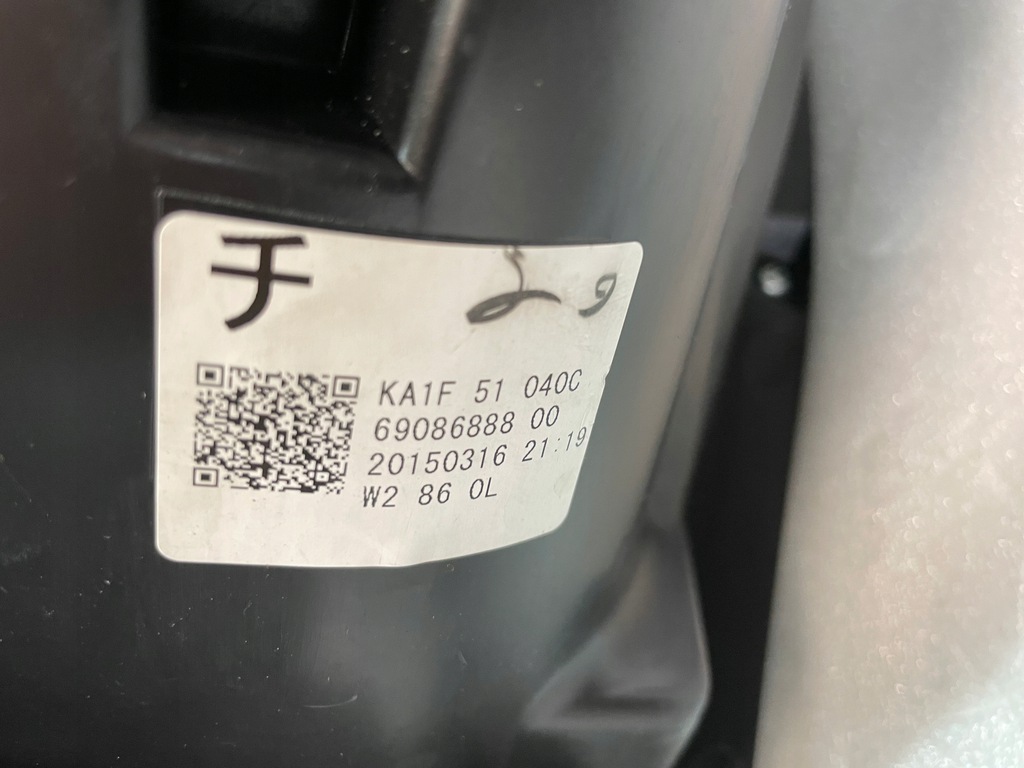 チ
KA1F 51 040C
69086888 00
20150316 21:19
W2 86 0L